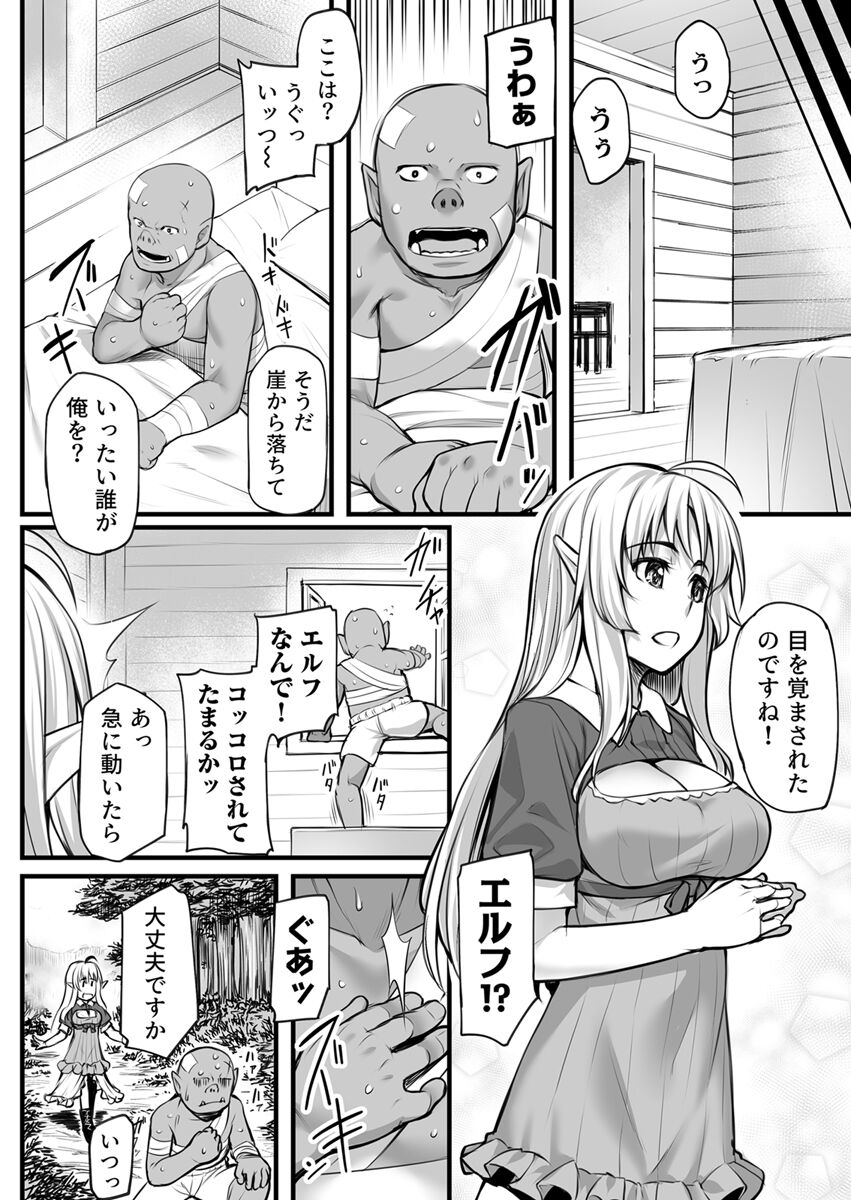 うっ
うぅ
うわぁ
ドキ
ドキ
ここは？
うぐっ
いッつ～
ズキッ
そうだ
崖から落ちて
いったい誰が
俺を？
目を覚まされた
のですね！
エルフ!?
ガチャガチャ
エルフ
なんで！
コッコロされて
たまるかッ
バタ
バタ
あっ
急に動いたら
ぐあッ
ズキッ
大丈夫ですか
いつっ